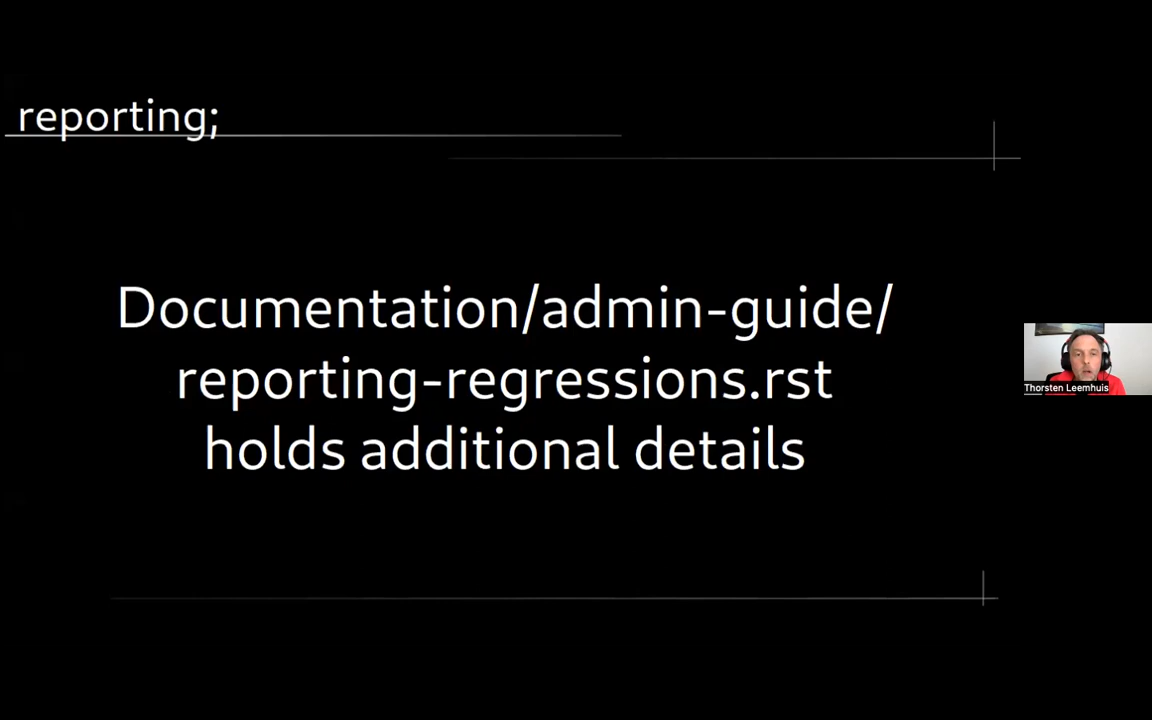 reporting;
Documentation/admin-guide/
reporting-regressions.rst
holds additional details
Thorsten Leemhuis